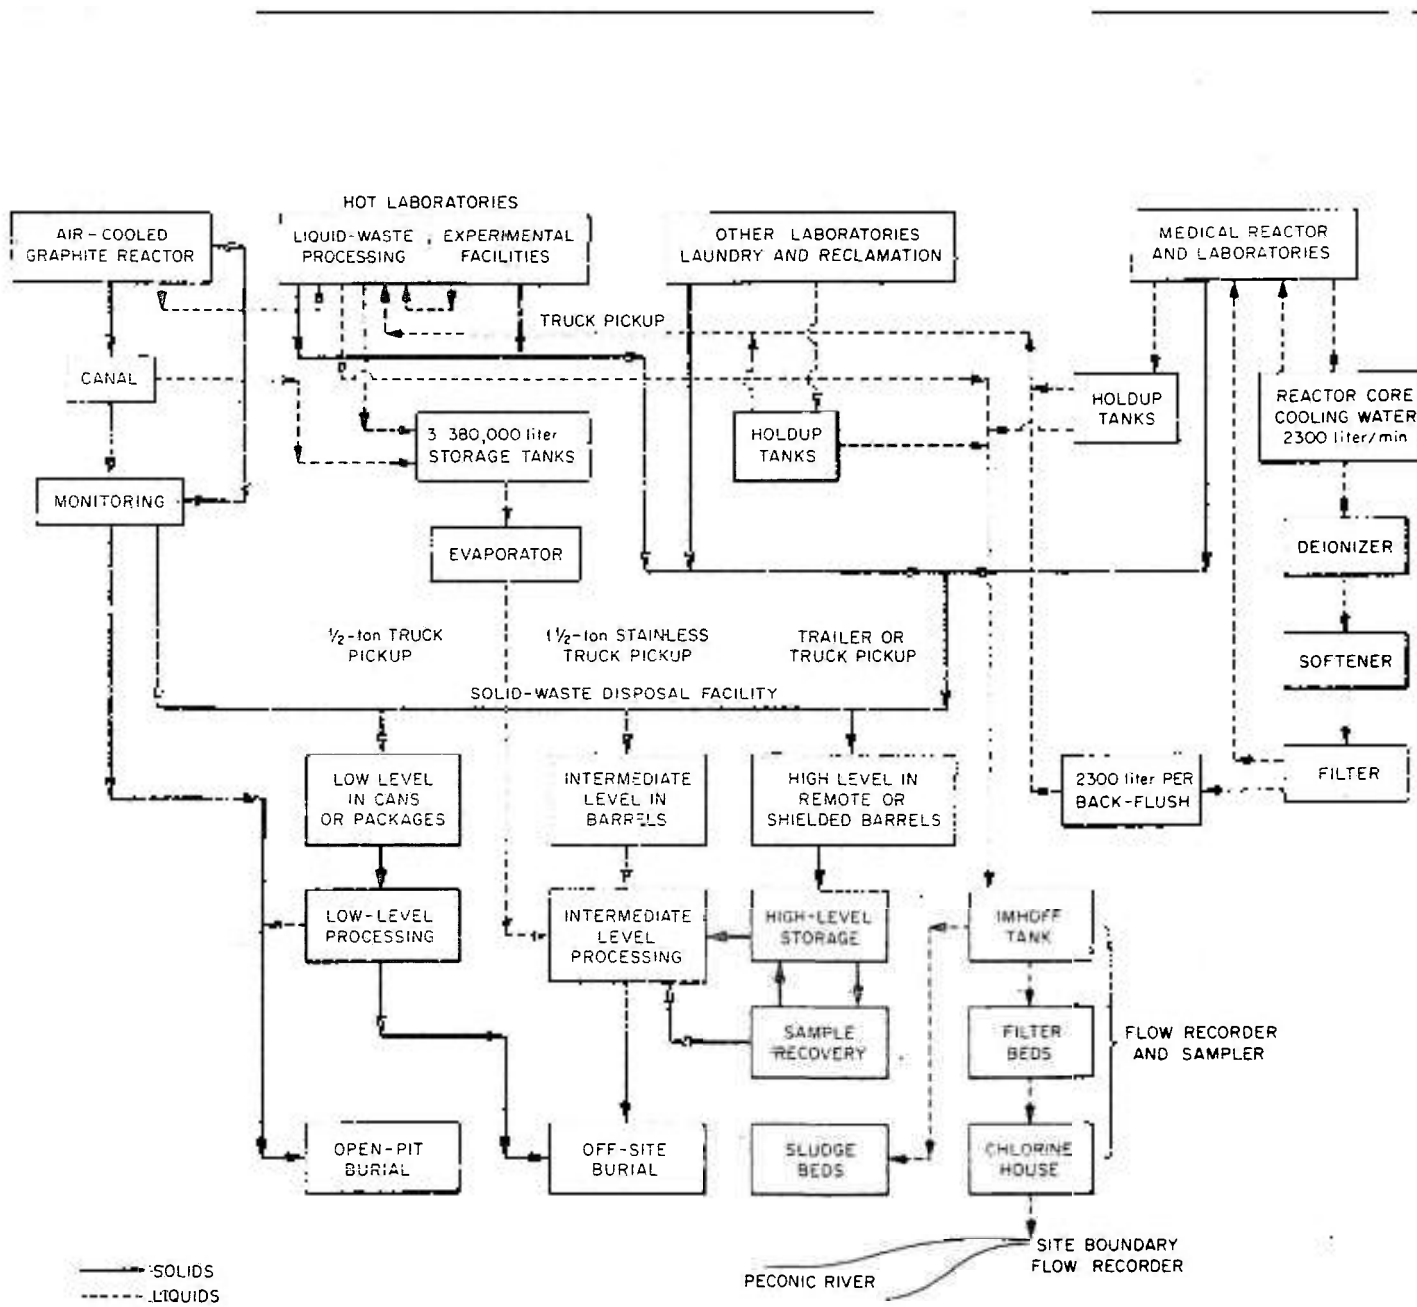 HOT LABORATORIES
AIR-COOLED
GRAPHITE REACTOR
LIQUID-WASTE
PROCESSING
EXPERIMENTAL
FACILITIES
OTHER LABORATORIES
LAUNDRY AND RECLAMATION
MEDICAL REACTOR
AND LABORATORIES
TRUCK PICKUP
CANAL
3 380,000 liter
STORAGE TANKS
HOLDUP
TANKS
HOLDUP
TANKS
REACTOR CORE
COOLING WATER
2300 liter/min
MONITORING
EVAPORATOR
DEIONIZER
1/2-ton TRUCK
PICKUP
1 1/2-ton STAINLESS
TRUCK PICKUP
TRAILER OR
TRUCK PICKUP
SOFTENER
SOLID-WASTE DISPOSAL FACILITY
LOW LEVEL
IN CANS
OR PACKAGES
INTERMEDIATE
LEVEL IN
BARRELS
HIGH LEVEL IN
REMOTE OR
SHIELDED BARRELS
2300 liter PER
BACK-FLUSH
FILTER
LOW-LEVEL
PROCESSING
INTERMEDIATE
LEVEL
PROCESSING
HIGH-LEVEL
STORAGE
IMHOFF
TANK
SAMPLE
RECOVERY
FILTER
BEDS
FLOW RECORDER
AND SAMPLER
OPEN-PIT
BURIAL
OFF-SITE
BURIAL
SLUDGE
BEDS
CHLORINE
HOUSE
SITE BOUNDARY
FLOW RECORDER
PECONIC RIVER
SOLIDS
LIQUIDS